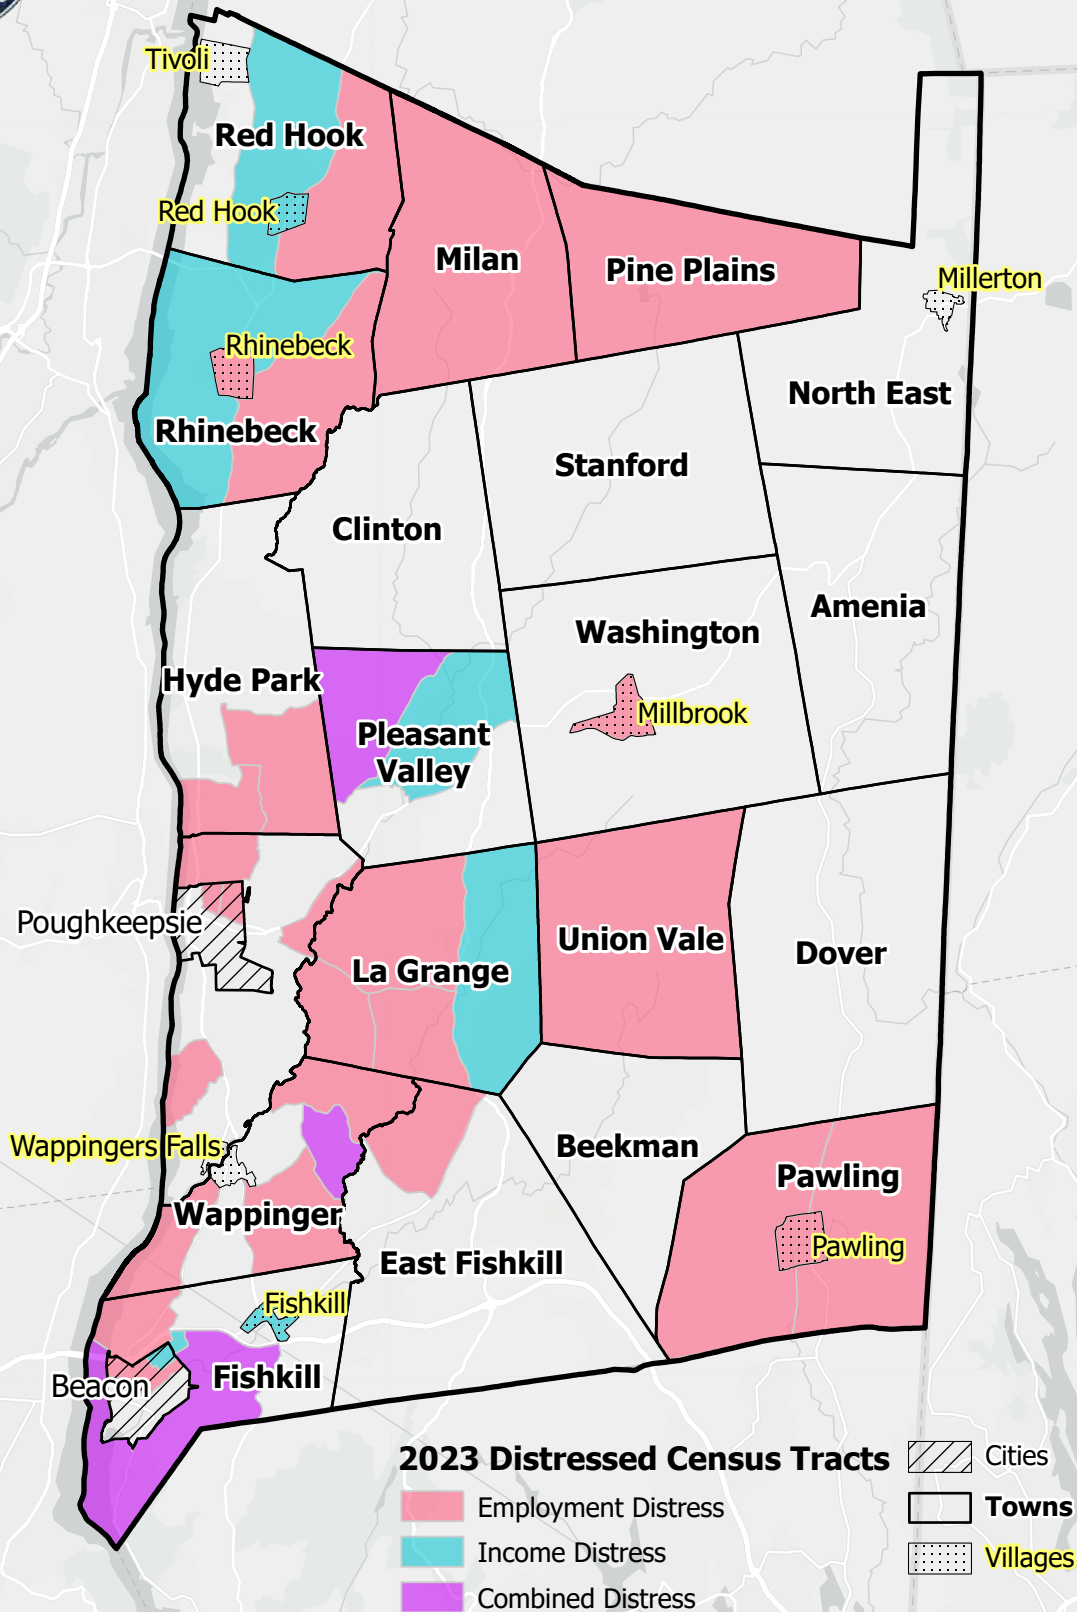 Tivoli
Red Hook
Red Hook
Milan
Pine Plains
Millerton
Rhinebeck
North East
Rhinebeck
Stanford
Clinton
Amenia
Washington
Hyde Park
Millbrook
Pleasant
Valley
Poughkeepsie
Union Vale
Dover
La Grange
Wappingers Falls
Beekman
Pawling
Wappinger
Pawling
East Fishkill
Fishkill
Fishkill
Beacon
2023 Distressed Census Tracts
Employment Distress
Income Distress
Combined Distress
Cities
Towns
Villages